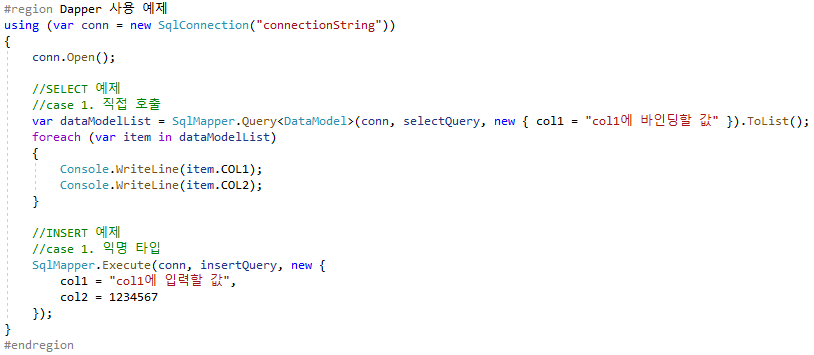 #region Dapper 사용 예제
using (var conn = new SqlConnection("connectionString"))
{
    conn.Open();

    //SELECT 예제
    //case 1. 직접 호출
    var dataModelList = SqlMapper.Query<DataModel>(conn, selectQuery, new { col1 = "col1에 바인딩할 값" }).ToList();
    foreach (var item in dataModelList)
    {
        Console.WriteLine(item.COL1);
        Console.WriteLine(item.COL2);
    }

    //INSERT 예제
    //case 1. 익명 타입
    SqlMapper.Execute(conn, insertQuery, new {
        col1 = "col1에 입력할 값",
        col2 = 1234567
    });
}
#endregion